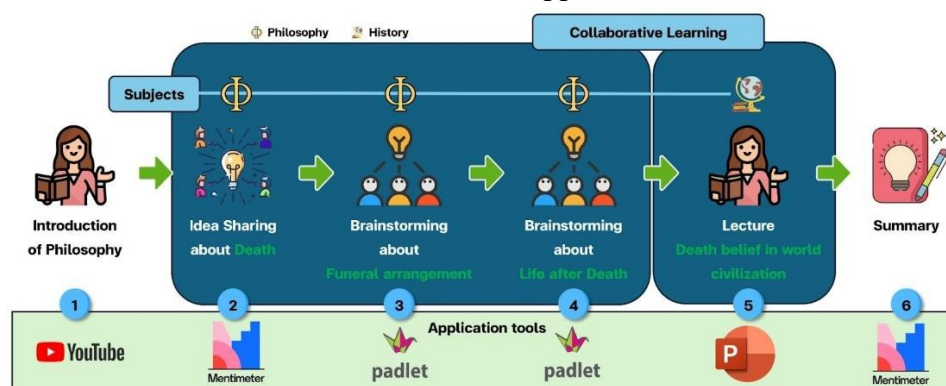 Φ Philosophy
History
Collaborative Learning
Subjects
Φ
Φ
Φ
Introduction
of Philosophy
Idea Sharing
about Death
Brainstorming
about
Funeral arrangement
Brainstorming
about
Life after Death
Lecture
Death belief in world
civilization
Summary
1
2
3
4
5
6
Application tools
YouTube
Mentimeter
padlet
padlet
P
Mentimeter